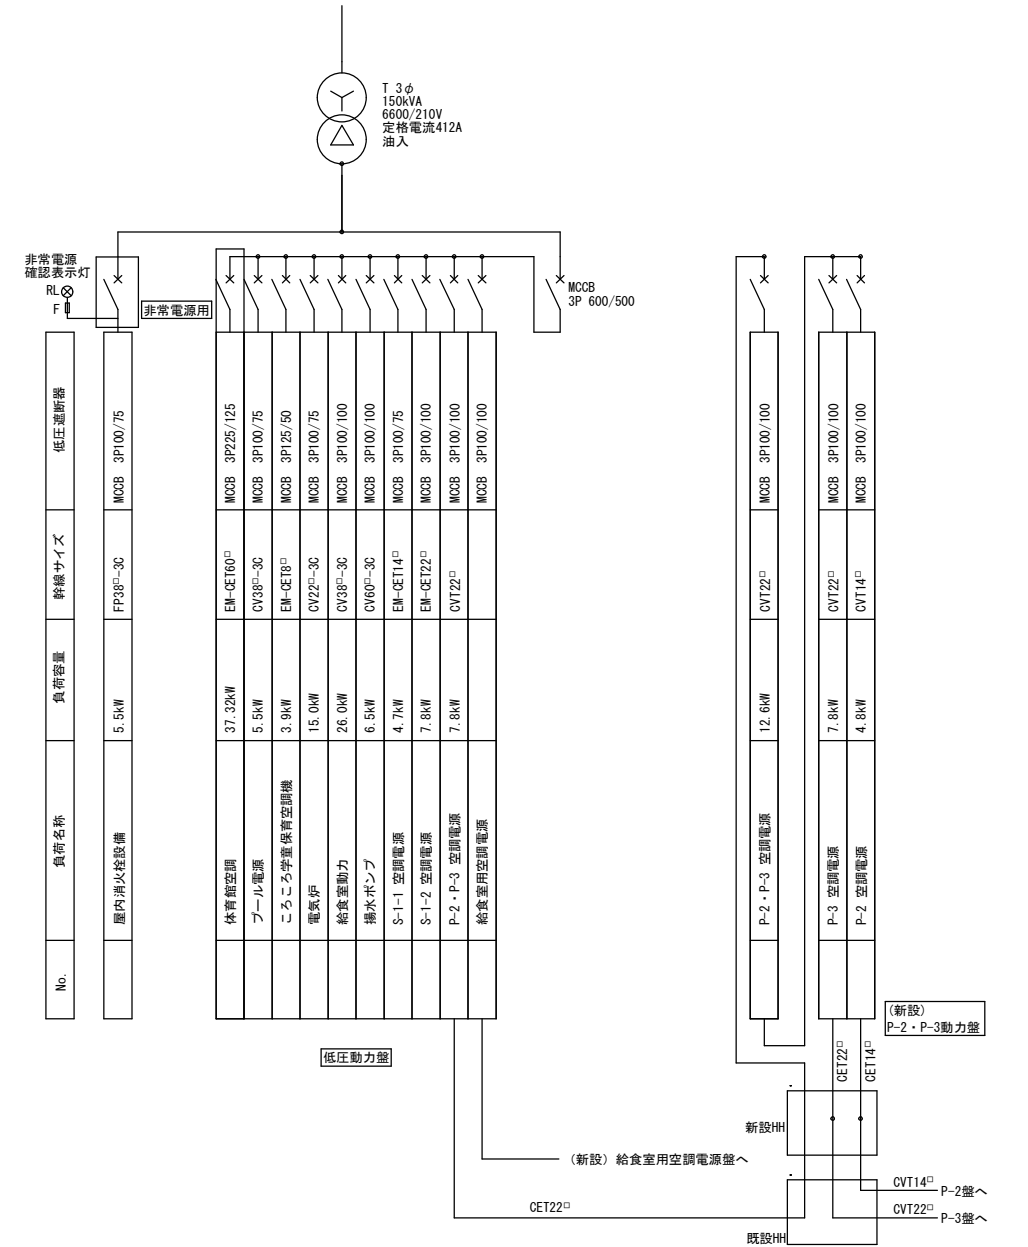 T 3φ
150kVA
6600/210V
定格電流412A
油入
非常電源
確認表示灯
RL
F
非常電源用
MCCB
3P 600/500
低圧遮断器
幹線サイズ
負荷容量
負荷名称
No.
MCCB 3P100/75
FP38□-3C
5.5kW
屋内消火栓設備
MCCB 3P225/125
EM-CET60□
37.32kW
体育館空調
MCCB 3P100/75
CV38□-3C
5.5kW
プール電源
MCCB 3P125/50
EM-CET8□
3.9kW
ころころ学童保育空調機
MCCB 3P100/75
CV22□-3C
15.0kW
電気炉
MCCB 3P100/100
CV38□-3C
26.0kW
給食室動力
MCCB 3P100/100
CV60□-3C
6.5kW
揚水ポンプ
MCCB 3P100/75
EM-CET14□
4.7kW
S-1-1 空調電源
MCCB 3P100/100
EM-CET22□
7.8kW
S-1-2 空調電源
MCCB 3P100/100
CVT22□
7.8kW
P-2・P-3 空調電源
MCCB 3P100/100
給食室用空調電源
MCCB 3P100/100
CVT22□
12.6kW
P-2・P-3 空調電源
MCCB 3P100/100
CVT22□
7.8kW
P-3 空調電源
MCCB 3P100/100
CVT14□
4.8kW
P-2 空調電源
(新設)
P-2・P-3動力盤
低圧動力盤
CET22□
CET14□
新設HH
(新設) 給食室用空調電源盤へ
CET22□
CVT14□
P-2盤へ
CVT22□
P-3盤へ
既設HH